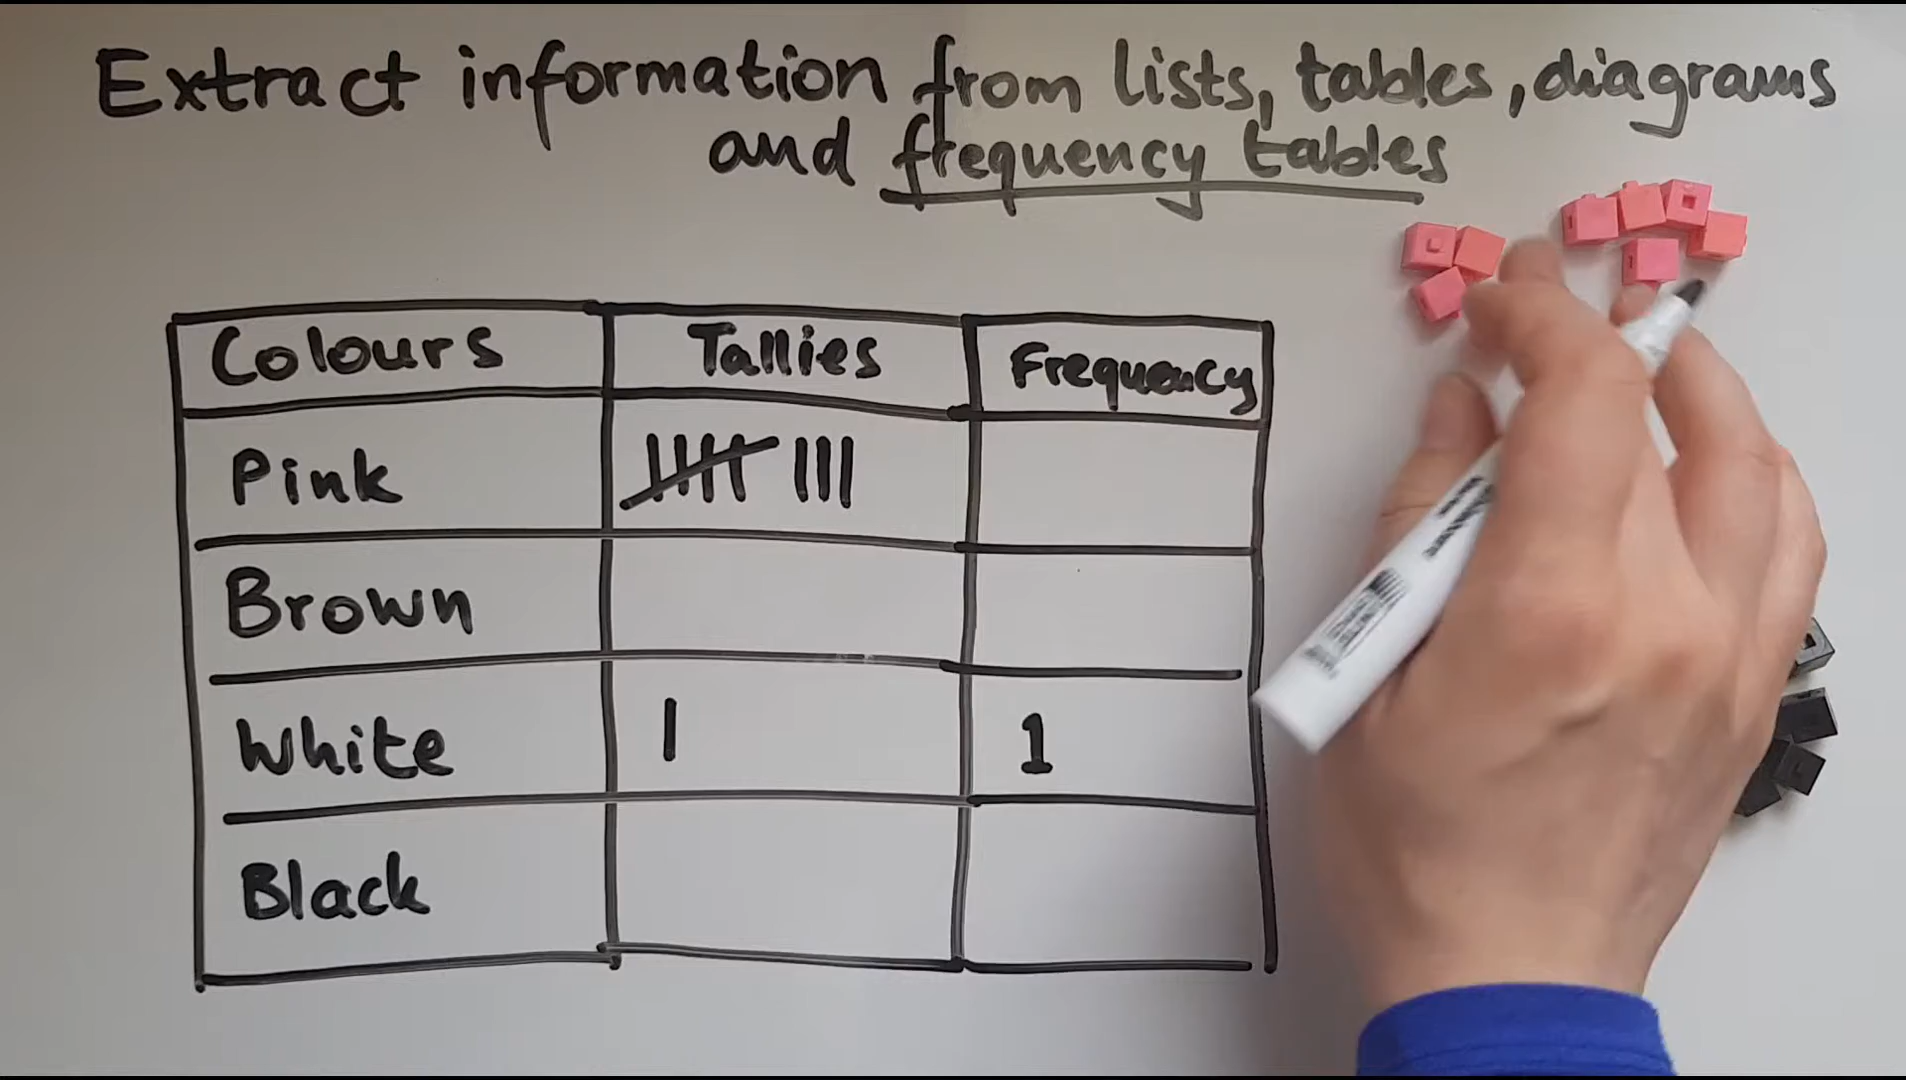 Extract information from lists, tables, diagrams
and frequency tables
Colours Tallies Frequency
Pink
Brown
White 1
Black